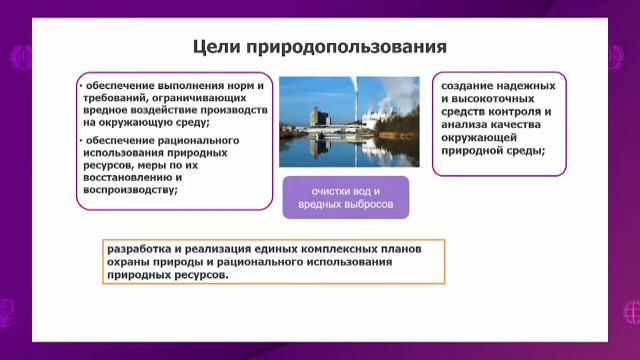 Цели природопользования
· обеспечение выполнения норм и
требований, ограничивающих
вредное воздействие производств
на окружающую среду;
· обеспечение рационального
использования природных
ресурсов, меры по их
восстановлению и
воспроизводству;
очистки вод и
вредных выбросов
создание надежных
и высокоточных
средств контроля и
анализа качества
окружающей
природной среды;
разработка и реализация единых комплексных планов
охраны природы и рационального использования
природных ресурсов.